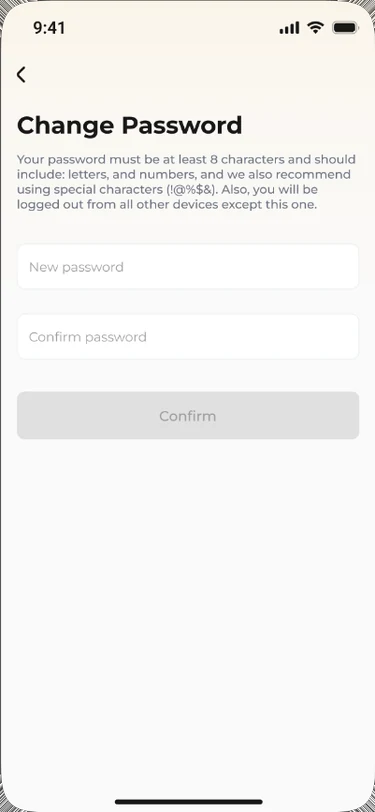 9:41
Change Password
Your password must be at least 8 characters and should
include: letters, and numbers, and we also recommend
using special characters (!@%$&). Also, you will be
logged out from all other devices except this one.
New password
Confirm password
Confirm